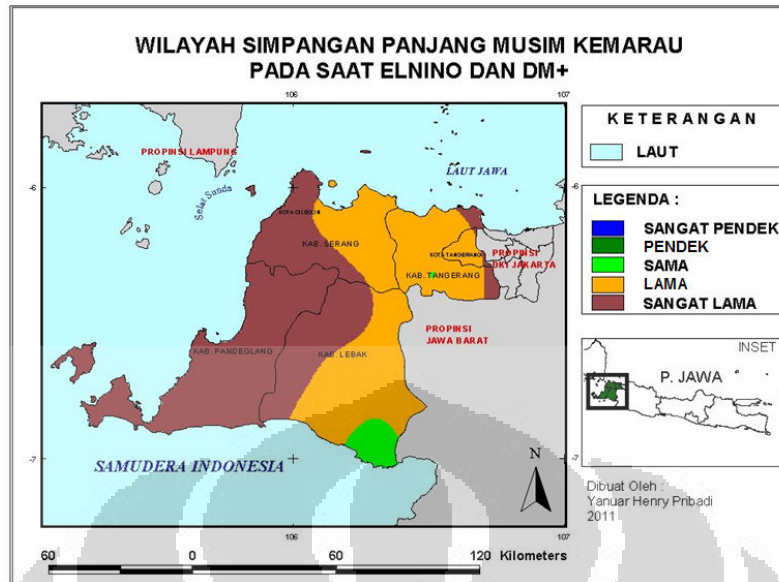 WILAYAH SIMPANGAN PANJANG MUSIM KEMARAU
PADA SAAT ELNINO DAN DM+
106
107
PROPINSI LAMPUNG
Selat Sunda
LAUT JAWA
-6
-6
KOTA CILEGON
KAB. SERANG
KOTA TANGERANG
KAB. TANGERANG
PROPINSI
DKI JAKARTA
PROPINSI
JAWA BARAT
KAB. PANDEGLANG
KAB. LEBAK
SAMUDERA INDONESIA
-7
-7
N
106
107
60 0 60 120 Kilometers
KETERANGAN
LAUT
LEGENDA :
SANGAT PENDEK
PENDEK
SAMA
LAMA
SANGAT LAMA
INSET
P. JAWA
Dibuat Oleh :
Yanuar Henry Pribadi
2011